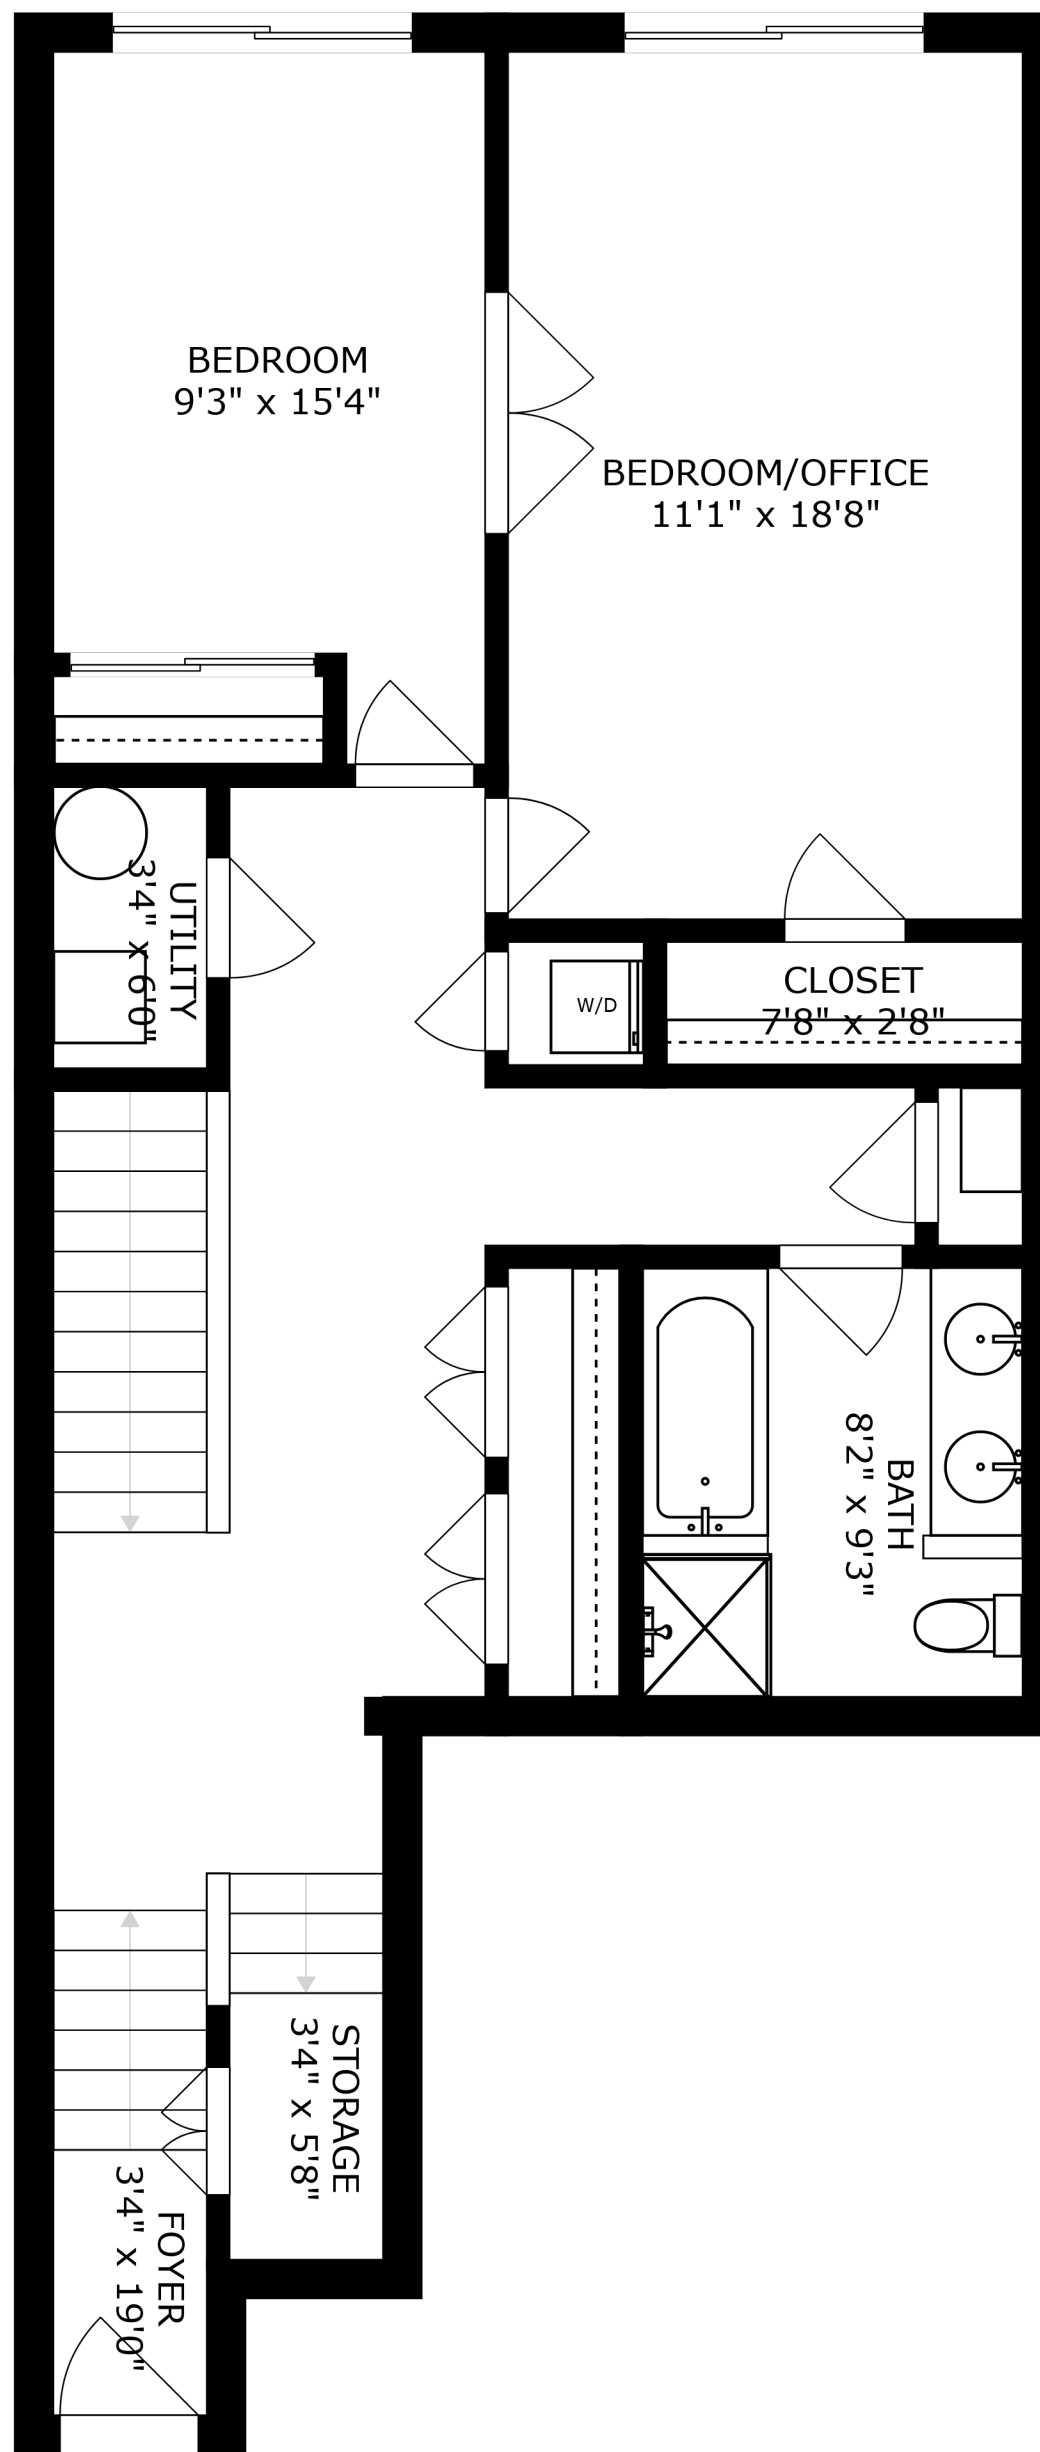 BEDROOM
9'3" x 15'4"
BEDROOM/OFFICE
11'1" x 18'8"
UTILITY
3'4" x 6'0"
W/D
CLOSET
7'8" x 2'8"
BATH
8'2" x 9'3"
STORAGE
3'4" x 5'8"
FOYER
3'4" x 19'0"